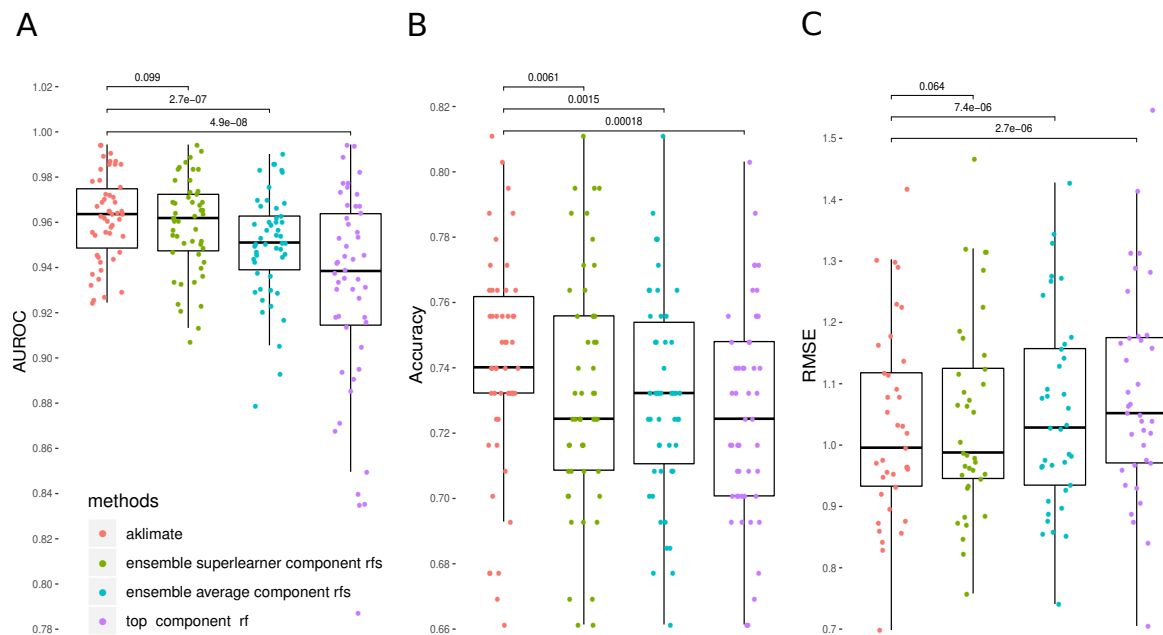 A
B
C
0.099
2.7e−07
4.9e−08
1.02
1.00
0.98
0.96
0.94
0.92
0.90
0.88
0.86
0.84
0.82
0.80
0.78
AUROC
methods
aklimate
ensemble superlearner component rfs
ensemble average component rfs
top component rf
0.0061
0.0015
0.00018
0.82
0.80
0.78
0.76
0.74
0.72
0.70
0.68
0.66
Accuracy
0.064
7.4e−06
2.7e−06
1.5
1.4
1.3
1.2
1.1
1.0
0.9
0.8
0.7
RMSE